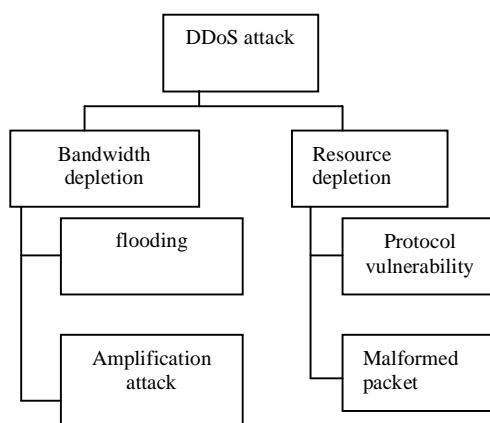 DDoS attack
Bandwidth
depletion
Resource
depletion
flooding
Protocol
vulnerability
Amplification
attack
Malformed
packet